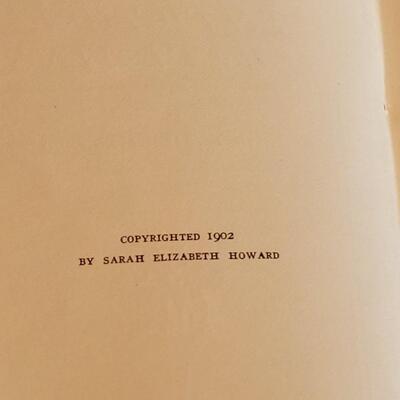 COPYRIGHTED 1902
BY SARAH ELIZABETH HOWARD